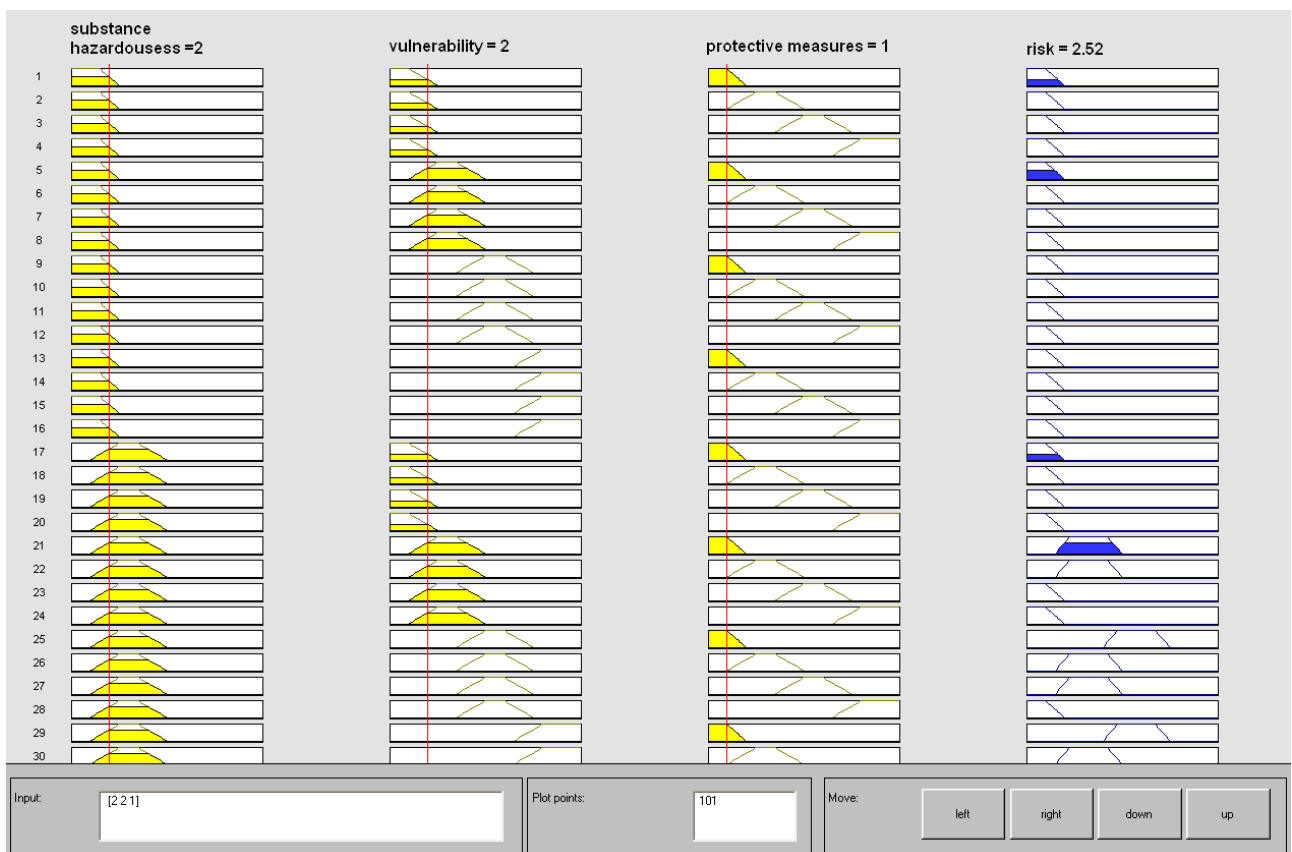 substance
hazardousess =2
vulnerability = 2
protective measures = 1
risk = 2.52
1
2
3
4
5
6
7
8
9
10
11
12
13
14
15
16
17
18
19
20
21
22
23
24
25
26
27
28
29
30
Input:
[2 2 1]
Plot points:
101
Move:
left
right
down
up